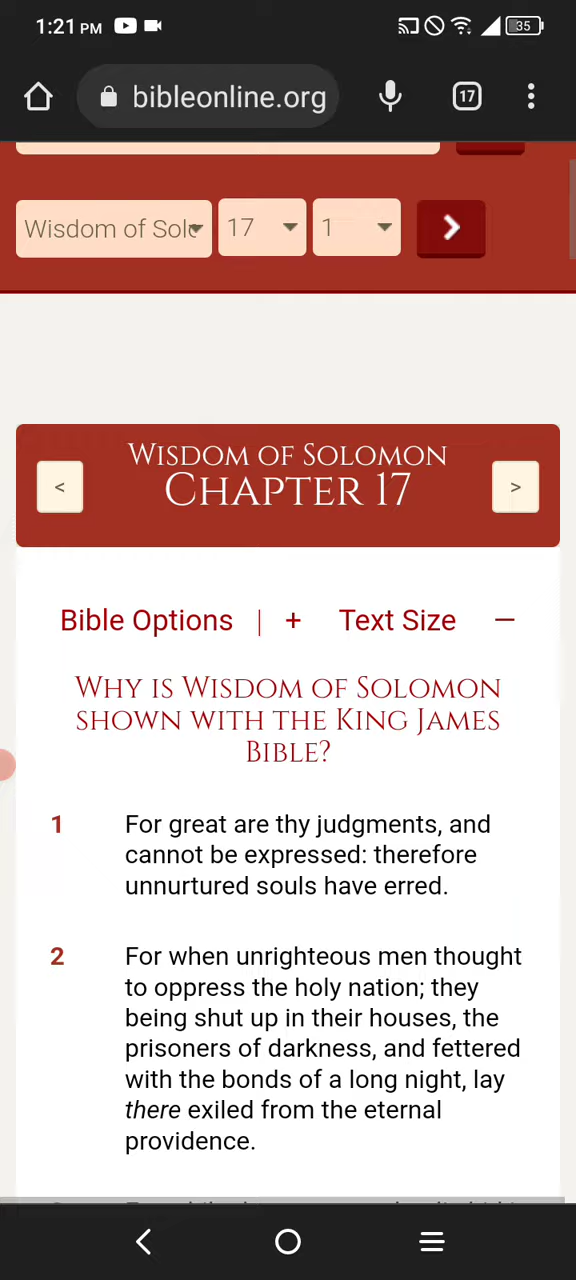 1:21 PM
35
bibleonline.org
17
Wisdom of Solo
17
1
>
WISDOM OF SOLOMON
<
CHAPTER 17
>
Bible Options | + Text Size —
WHY IS WISDOM OF SOLOMON
SHOWN WITH THE KING JAMES
BIBLE?
1 For great are thy judgments, and
cannot be expressed: therefore
unnurtured souls have erred.
2 For when unrighteous men thought
to oppress the holy nation; they
being shut up in their houses, the
prisoners of darkness, and fettered
with the bonds of a long night, lay
there exiled from the eternal
providence.